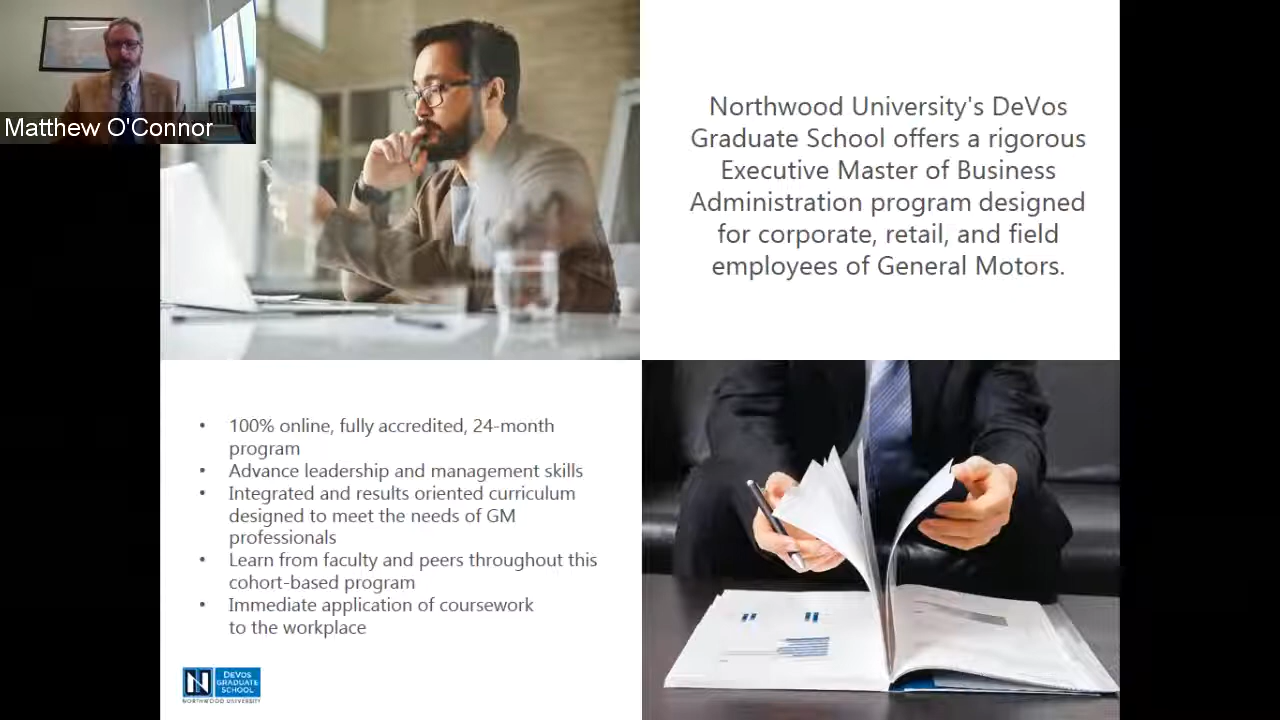 Matthew O'Connor
Northwood University's DeVos
Graduate School offers a rigorous
Executive Master of Business
Administration program designed
for corporate, retail, and field
employees of General Motors.
• 100% online, fully accredited, 24-month
program
• Advance leadership and management skills
• Integrated and results oriented curriculum
designed to meet the needs of GM
professionals
• Learn from faculty and peers throughout this
cohort-based program
• Immediate application of coursework
to the workplace
N
DEVOS
GRADUATE
SCHOOL
NORTHWOOD UNIVERSITY